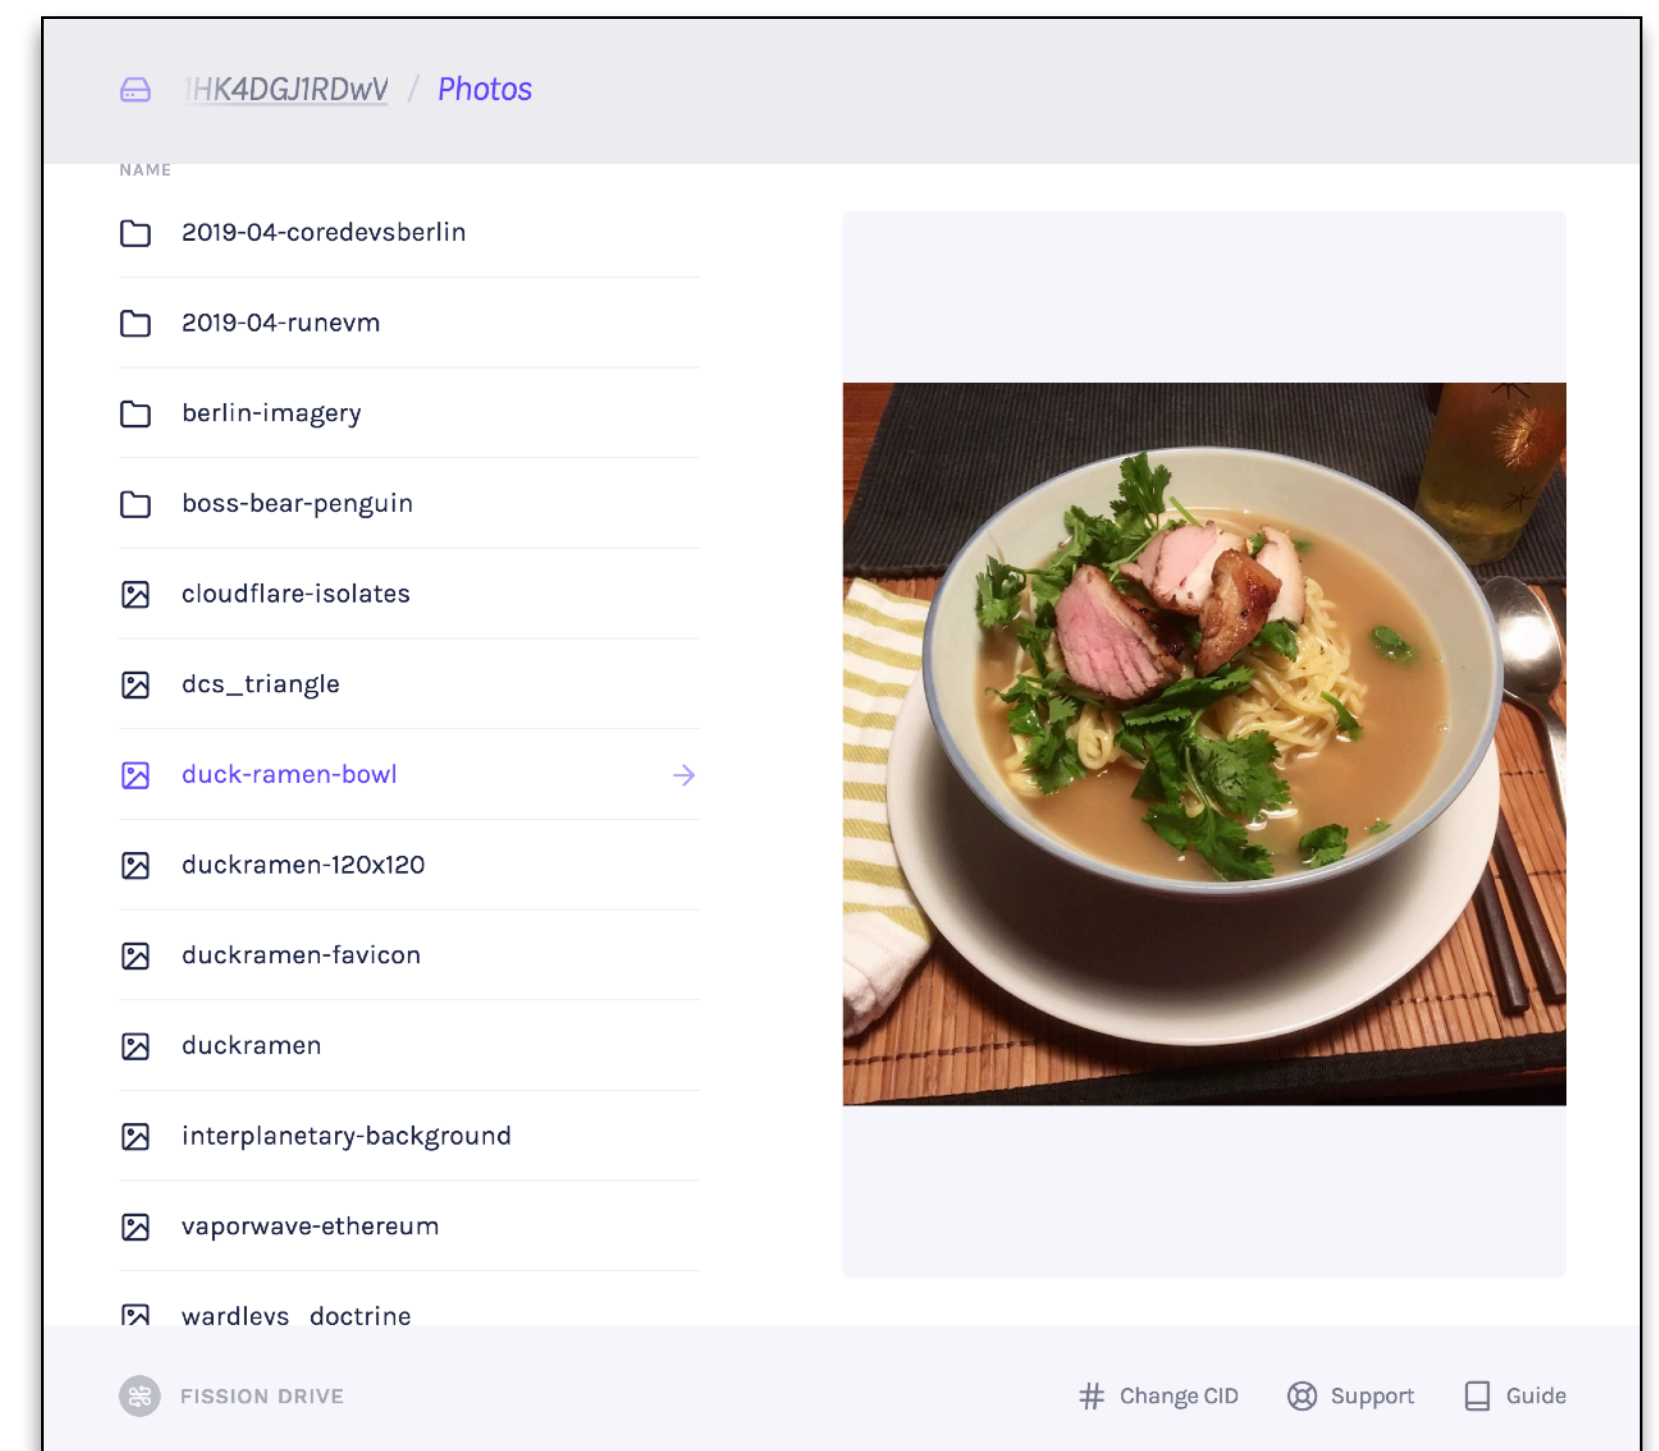 1HK4DGJ1RDwV / Photos
NAME
2019-04-coredevsberlin
2019-04-runevm
berlin-imagery
boss-bear-penguin
cloudflare-isolates
dcs_triangle
duck-ramen-bowl
duckramen-120x120
duckramen-favicon
duckramen
interplanetary-background
vaporwave-ethereum
wardleys_doctrine
FISSION DRIVE
Change CID
Support
Guide